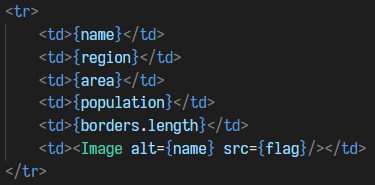 <tr>
    <td>{name}</td>
    <td>{region}</td>
    <td>{area}</td>
    <td>{population}</td>
    <td>{borders.length}</td>
    <td><Image alt={name} src={flag}/></td>
</tr>